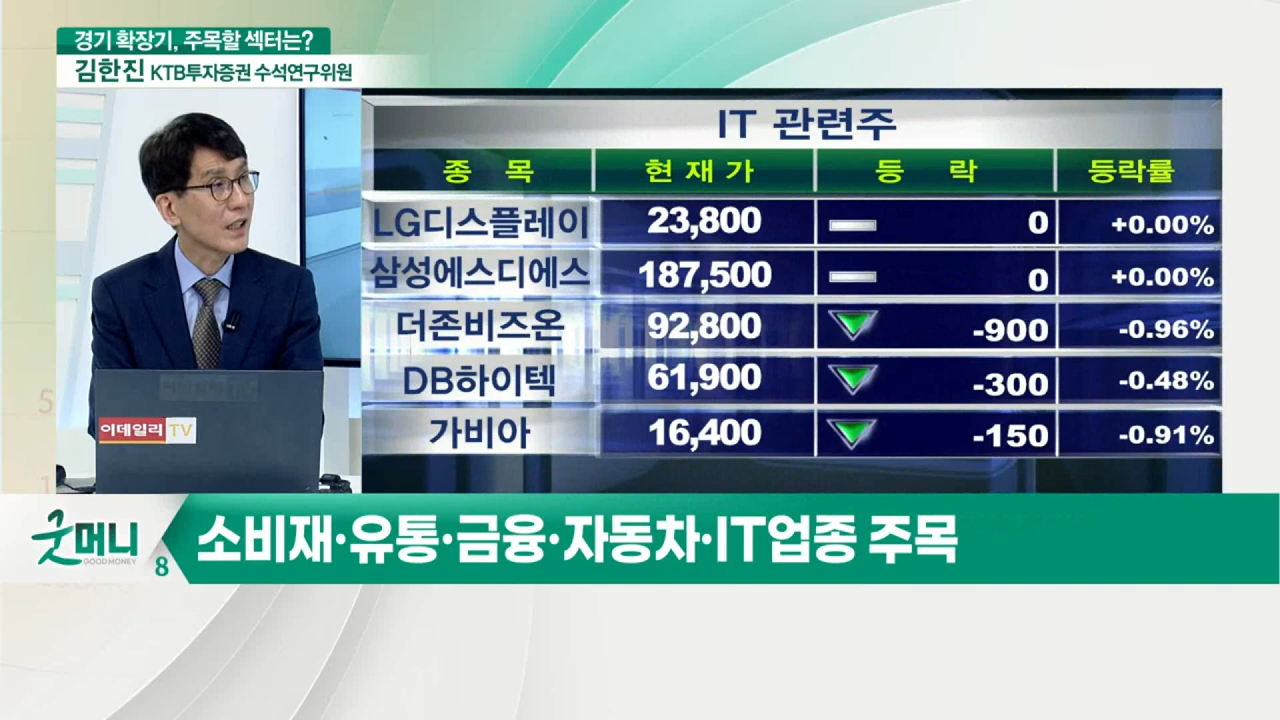 경기 확장기, 주목할 섹터는?
김한진 KTB투자증권 수석연구위원
IT 관련주
종 목 현 재 가 등 락 등락률
LG디스플레이 23,800 0 +0.00%
삼성에스디에스 187,500 0 +0.00%
더존비즈온 92,800 -900 -0.96%
DB하이텍 61,900 -300 -0.48%
가비아 16,400 -150 -0.91%
이데일리 TV
굿머니 GOOD MONEY 8
소비재·유통·금융·자동차·IT업종 주목